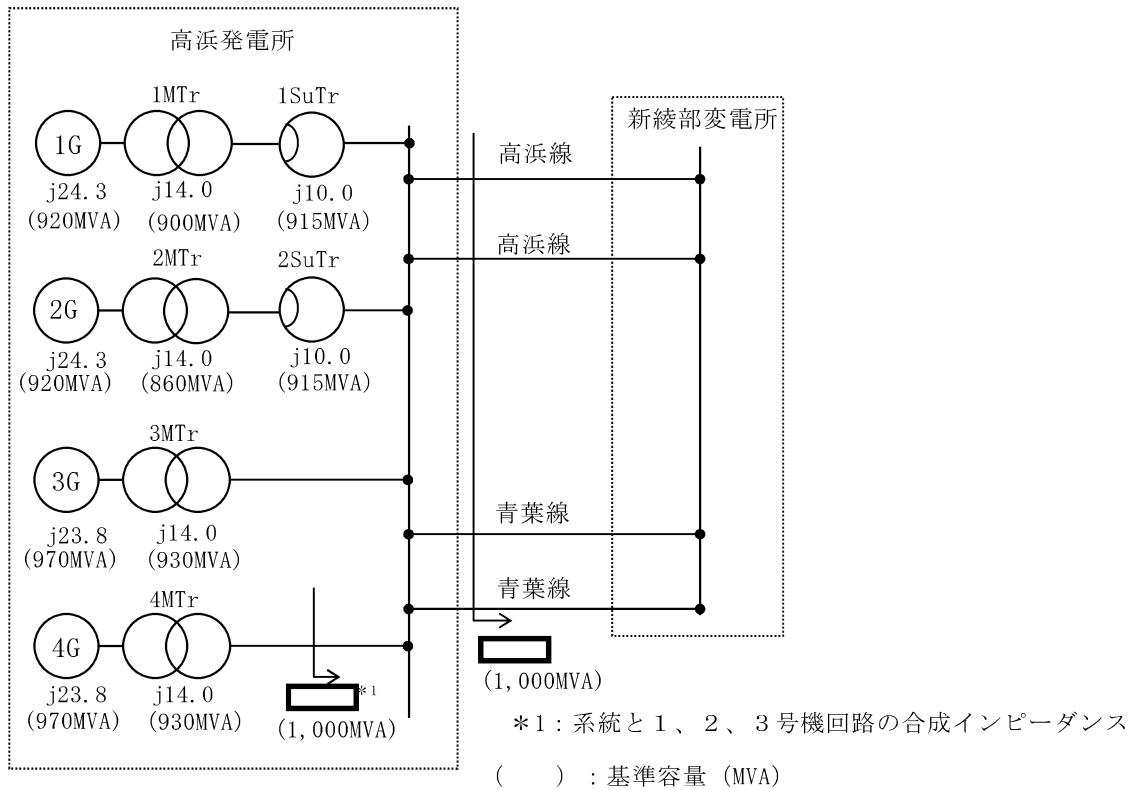 高浜発電所
1MTr
1SuTr
1G
j24.3
j14.0
j10.0
(920MVA)
(900MVA)
(915MVA)
2MTr
2SuTr
2G
j24.3
j14.0
j10.0
(920MVA)
(860MVA)
(915MVA)
3MTr
3G
j23.8
j14.0
(970MVA)
(930MVA)
4MTr
4G
j23.8
j14.0
(970MVA)
(930MVA)
*1
(1,000MVA)
新綾部変電所
高浜線
高浜線
青葉線
青葉線
(1,000MVA)
*1:系統と1、2、3号機回路の合成インピーダンス
(　　):基準容量 (MVA)